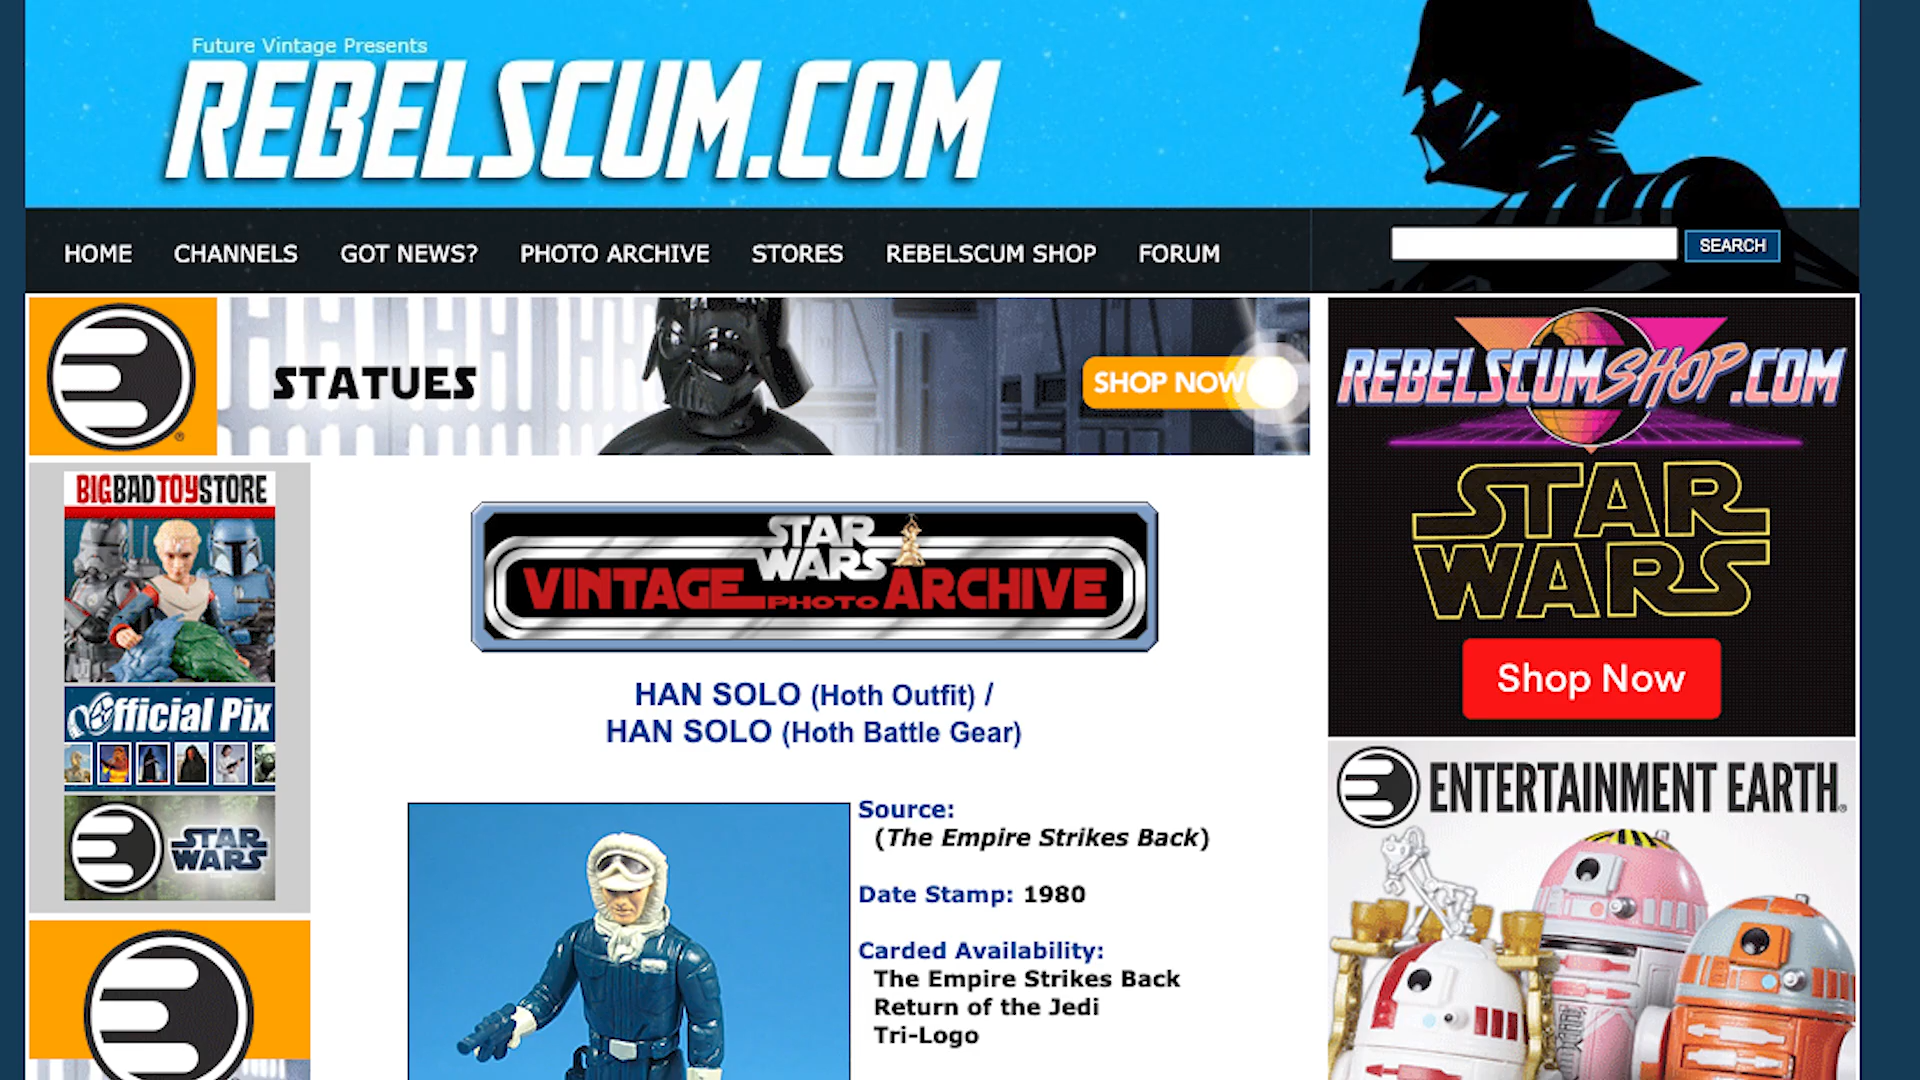 Future Vintage Presents
REBELSCUM.COM
HOME CHANNELS GOT NEWS? PHOTO ARCHIVE STORES REBELSCUM SHOP FORUM
SEARCH
STATUES
SHOP NOW
®
REBELSCUMSHOP.COM
STAR
WARS
Shop Now
BIGBADTOYSTORE
Official Pix
STAR
WARS
STAR
WARS
VINTAGE PHOTO ARCHIVE
HAN SOLO (Hoth Outfit) /
HAN SOLO (Hoth Battle Gear)
Source:
(The Empire Strikes Back)
Date Stamp: 1980
Carded Availability:
The Empire Strikes Back
Return of the Jedi
Tri-Logo
ENTERTAINMENT EARTH®